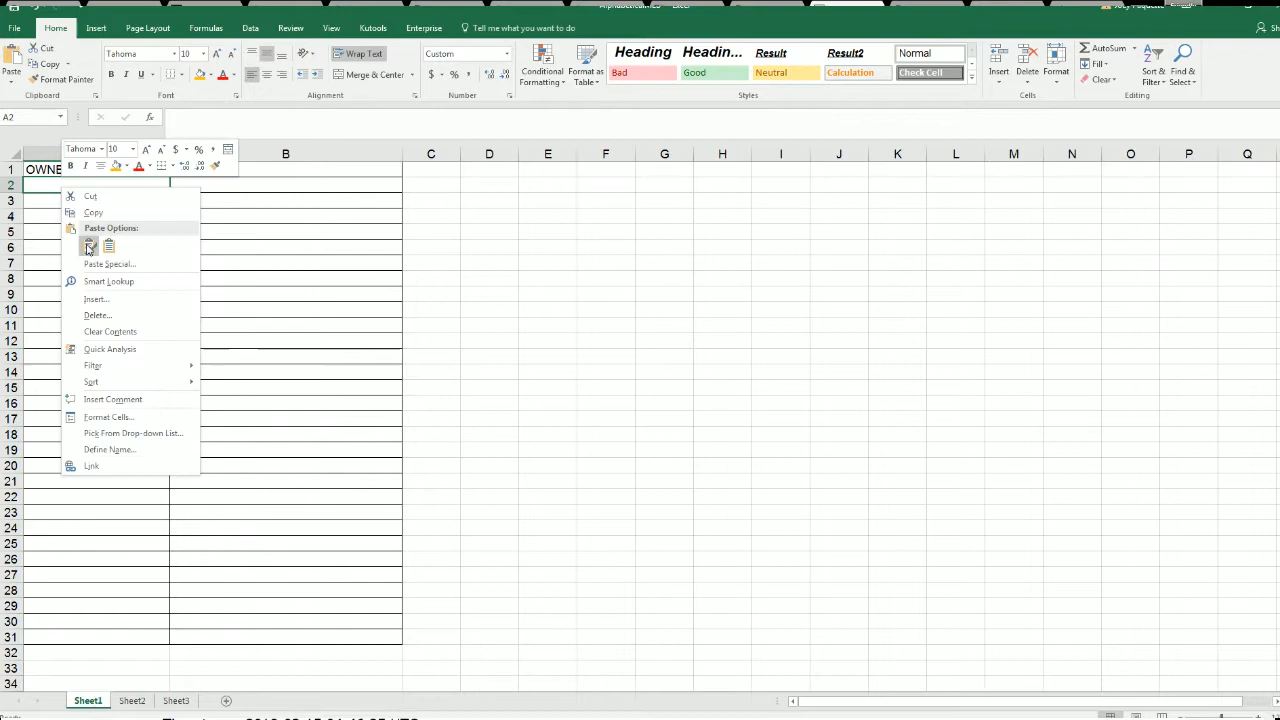 File Home Insert Page Layout Formulas Data Review View Kutools Enterprise Tell me what you want to do
Cut
Copy
Format Painter
Paste
Clipboard
Tahoma 10
Font
Wrap Text
Merge & Center
Alignment
Custom
Number
Conditional Formatting
Format as Table
Heading Headin... Result Result2 Normal
Bad Good Neutral Calculation Check Cell
Styles
Insert Delete Format
Cells
AutoSum
Fill
Clear
Sort & Filter
Find & Select
Editing
A2
Tahoma 10
B C D E F G H I J K L M N O P Q
1 OWNE
2
3
4
5
6
7
8
9
10
11
12
13
14
15
16
17
18
19
20
21
22
23
24
25
26
27
28
29
30
31
32
33
34
Cut
Copy
Paste Options:
Paste Special...
Smart Lookup
Insert...
Delete...
Clear Contents
Quick Analysis
Filter
Sort
Insert Comment
Format Cells...
Pick From Drop-down List...
Define Name...
Link
Sheet1 Sheet2 Sheet3